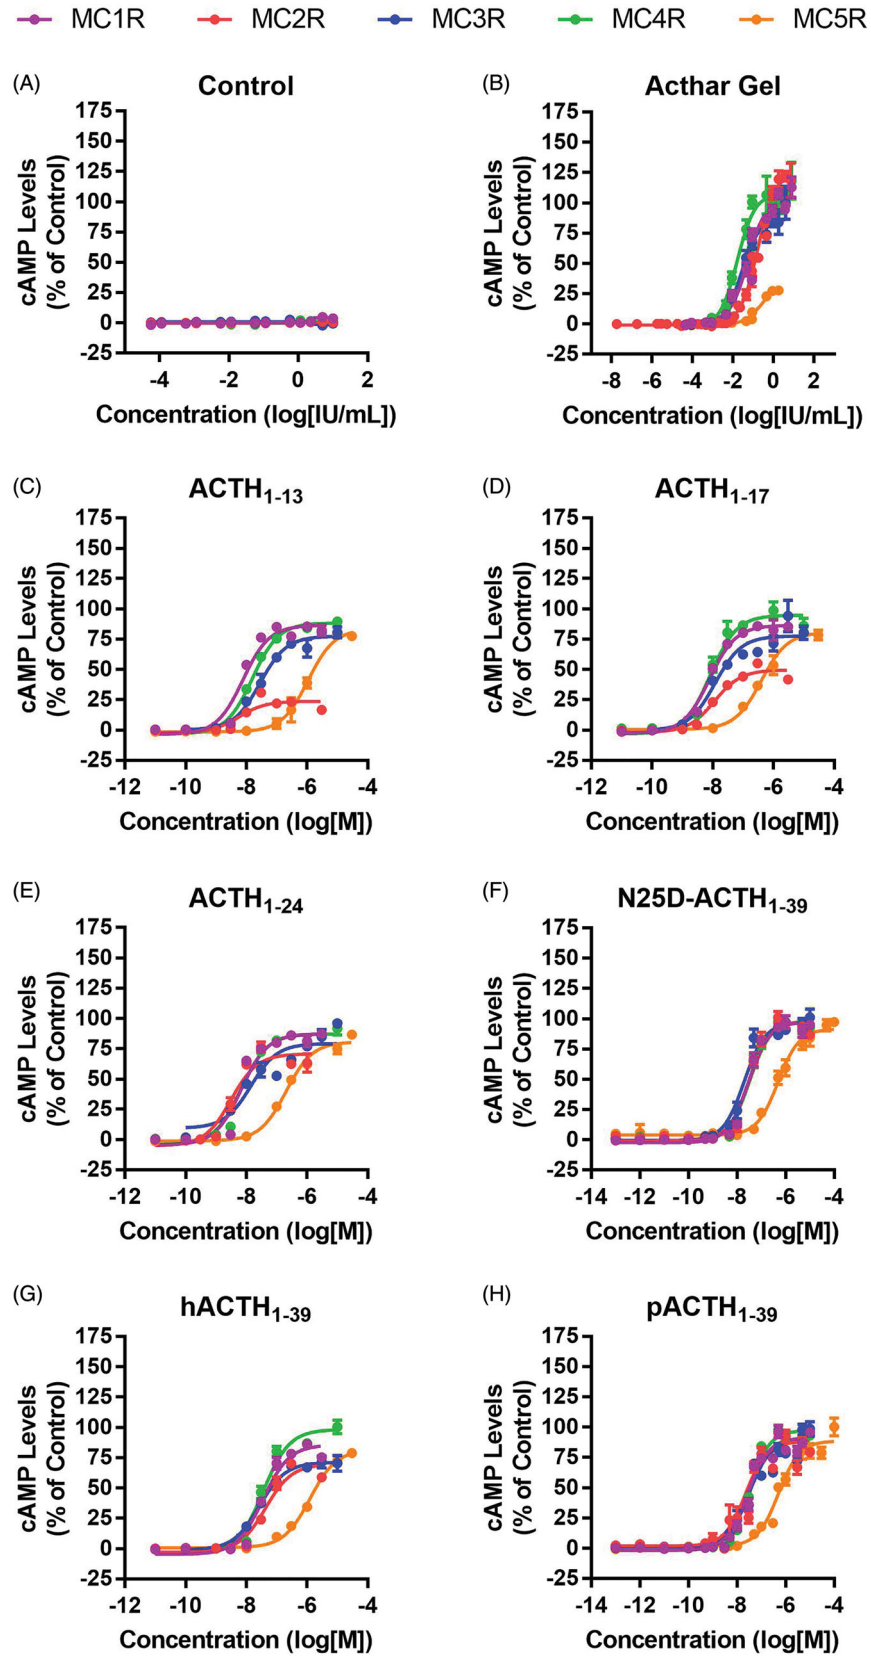 MC1R MC2R MC3R MC4R MC5R
(A) Control
cAMP Levels
(% of Control)
175
150
125
100
75
50
25
0
-25
-4 -2 0 2
Concentration (log[IU/mL])
(B) Acthar Gel
cAMP Levels
(% of Control)
175
150
125
100
75
50
25
0
-25
-8 -6 -4 -2 0 2
Concentration (log[IU/mL])
(C) ACTH1-13
cAMP Levels
(% of Control)
175
150
125
100
75
50
25
0
-25
-12 -10 -8 -6 -4
Concentration (log[M])
(D) ACTH1-17
cAMP Levels
(% of Control)
175
150
125
100
75
50
25
0
-25
-12 -10 -8 -6 -4
Concentration (log[M])
(E) ACTH1-24
cAMP Levels
(% of Control)
175
150
125
100
75
50
25
0
-25
-12 -10 -8 -6 -4
Concentration (log[M])
(F) N25D-ACTH1-39
cAMP Levels
(% of Control)
175
150
125
100
75
50
25
0
-25
-14 -12 -10 -8 -6 -4
Concentration (log[M])
(G) hACTH1-39
cAMP Levels
(% of Control)
175
150
125
100
75
50
25
0
-25
-12 -10 -8 -6 -4
Concentration (log[M])
(H) pACTH1-39
cAMP Levels
(% of Control)
175
150
125
100
75
50
25
0
-25
-14 -12 -10 -8 -6 -4
Concentration (log[M])